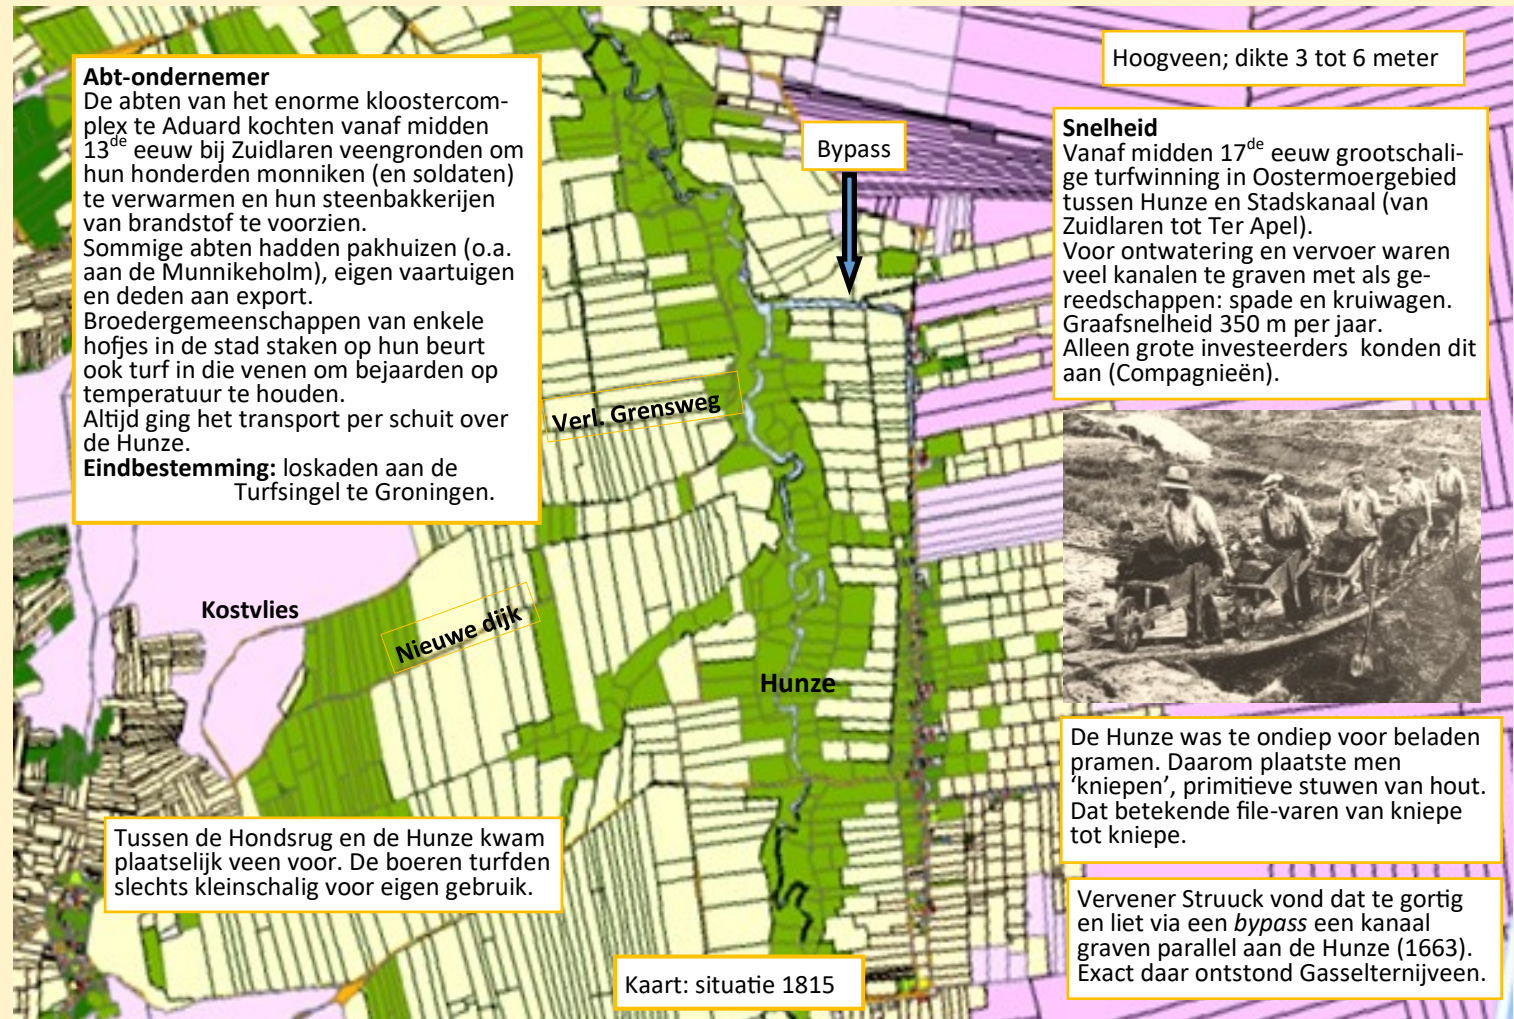 Abt-ondernemer
De abten van het enorme kloostercom-
plex te Aduard kochten vanaf midden
13de eeuw bij Zuidlaren veengronden om
hun honderden monniken (en soldaten)
te verwarmen en hun steenbakkerijen
van brandstof te voorzien.
Sommige abten hadden pakhuizen (o.a.
aan de Munnikeholm), eigen vaartuigen
en deden aan export.
Broedergemeenschappen van enkele
hofjes in de stad staken op hun beurt
ook turf in die venen om bejaarden op
temperatuur te houden.
Altijd ging het transport per schuit over
de Hunze.
Eindbestemming: loskaden aan de
Turfsingel te Groningen.
Bypass
Hoogveen; dikte 3 tot 6 meter
Snelheid
Vanaf midden 17de eeuw grootschali-
ge turfwinning in Oostermoergebied
tussen Hunze en Stadskanaal (van
Zuidlaren tot Ter Apel).
Voor ontwatering en vervoer waren
veel kanalen te graven met als ge-
reedschappen: spade en kruiwagen.
Graafsnelheid 350 m per jaar.
Alleen grote investeerders konden dit
aan (Compagnieën).
Verl. Grensweg
Kostvlies
Nieuwe dijk
Hunze
De Hunze was te ondiep voor beladen
pramen. Daarom plaatste men
‘kniepen’, primitieve stuwen van hout.
Dat betekende file-varen van kniepe
tot kniepe.
Tussen de Hondsrug en de Hunze kwam
plaatselijk veen voor. De boeren turfden
slechts kleinschalig voor eigen gebruik.
Vervener Struuck vond dat te gortig
en liet via een bypass een kanaal
graven parallel aan de Hunze (1663).
Exact daar ontstond Gasselternijveen.
Kaart: situatie 1815